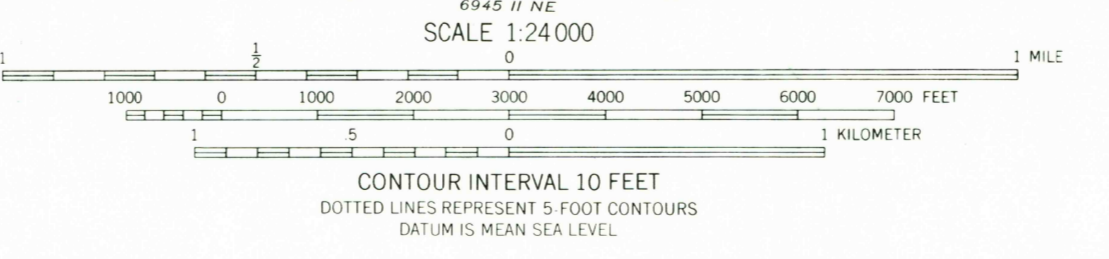 6945 II NE
SCALE 1:24 000
1 1/2 0 1 MILE
1000 0 1000 2000 3000 4000 5000 6000 7000 FEET
1 .5 0 1 KILOMETER
CONTOUR INTERVAL 10 FEET
DOTTED LINES REPRESENT 5-FOOT CONTOURS
DATUM IS MEAN SEA LEVEL